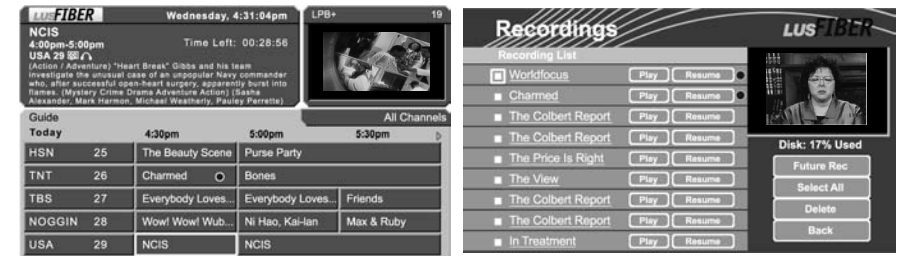 LUSFIBER
Wednesday, 4:31:04pm
LPB+ 19
NCIS
4:00pm-5:00pm
Time Left: 00:28:56
USA 29
(Action / Adventure) "Heart Break" Gibbs and his team
investigate the unusual case of an unpopular Navy commander
who, after successful open-heart surgery, apparently burst into
flames. (Mystery Crime Drama Adventure Action) (Sasha
Alexander, Mark Harmon, Michael Weatherly, Pauley Perrette)
Guide
All Channels
Today 4:30pm 5:00pm 5:30pm
HSN 25 The Beauty Scene Purse Party
TNT 26 Charmed Bones
TBS 27 Everybody Loves... Everybody Loves... Friends
NOGGIN 28 Wow! Wow! Wub... Ni Hao, Kai-lan Max & Ruby
USA 29 NCIS NCIS
Recordings
LUSFIBER
Recording List
Worldfocus Play Resume
Charmed Play Resume
The Colbert Report Play Resume
The Colbert Report Play Resume
The Price Is Right Play Resume
The View Play Resume
The Colbert Report Play Resume
The Colbert Report Play Resume
In Treatment Play Resume
Disk: 17% Used
Future Rec
Select All
Delete
Back